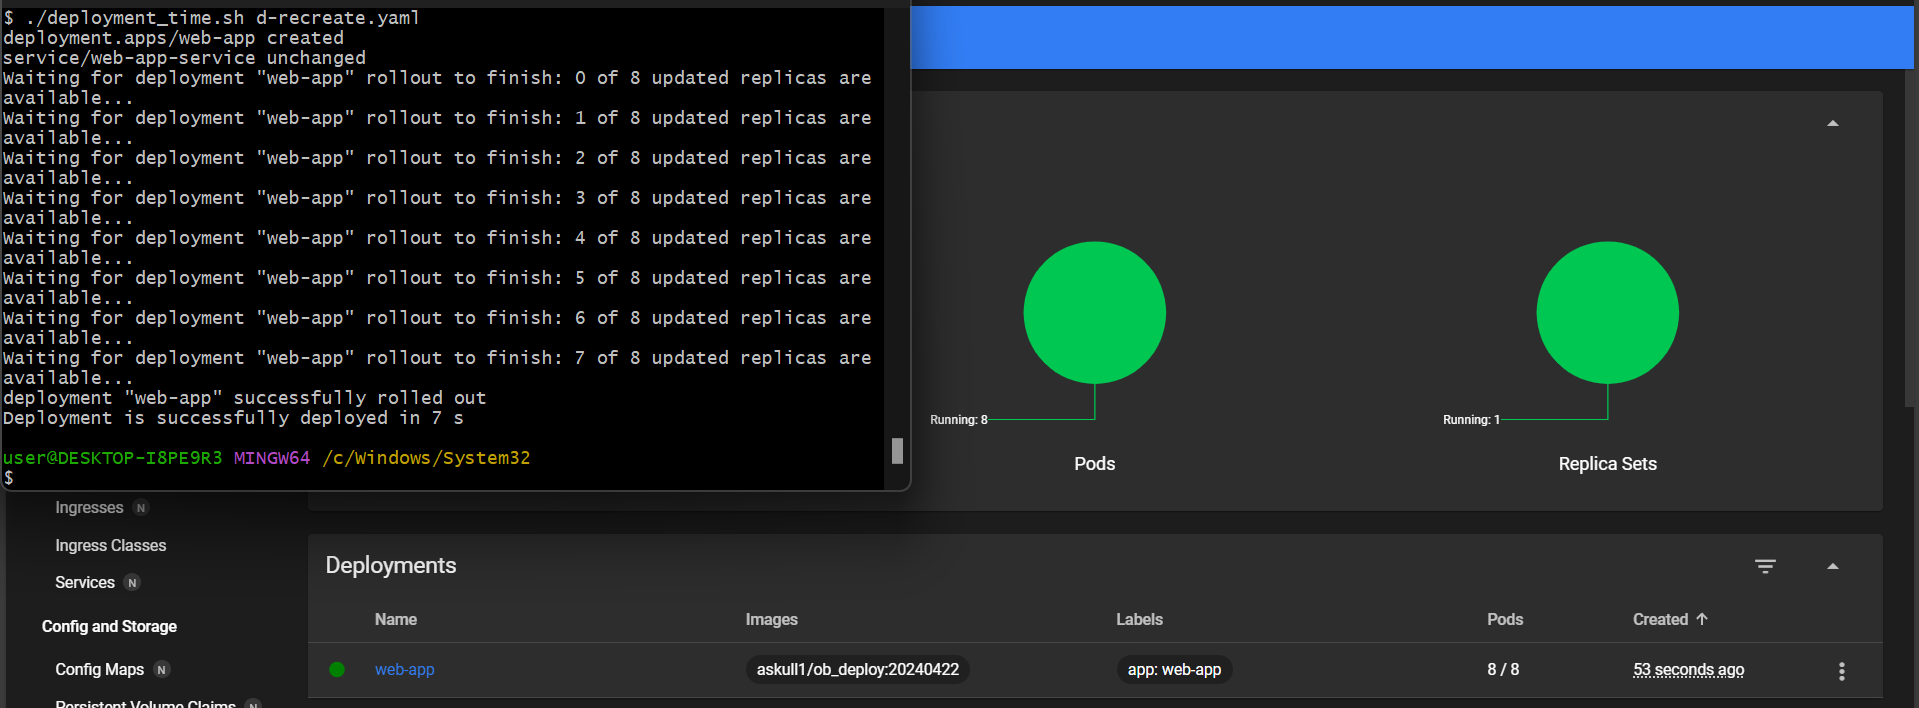 $ ./deployment_time.sh d-recreate.yaml
deployment.apps/web-app created
service/web-app-service unchanged
Waiting for deployment "web-app" rollout to finish: 0 of 8 updated replicas are
available...
Waiting for deployment "web-app" rollout to finish: 1 of 8 updated replicas are
available...
Waiting for deployment "web-app" rollout to finish: 2 of 8 updated replicas are
available...
Waiting for deployment "web-app" rollout to finish: 3 of 8 updated replicas are
available...
Waiting for deployment "web-app" rollout to finish: 4 of 8 updated replicas are
available...
Waiting for deployment "web-app" rollout to finish: 5 of 8 updated replicas are
available...
Waiting for deployment "web-app" rollout to finish: 6 of 8 updated replicas are
available...
Waiting for deployment "web-app" rollout to finish: 7 of 8 updated replicas are
available...
deployment "web-app" successfully rolled out
Deployment is successfully deployed in 7 s
user@DESKTOP-I8PE9R3 MINGW64 /c/Windows/System32
$
Running: 8
Pods
Running: 1
Replica Sets
Ingresses N
Ingress Classes
Services N
Config and Storage
Config Maps N
Persistent Volume Claims N
Deployments
Name Images Labels Pods Created
web-app askull1/ob_deploy:20240422 app: web-app 8 / 8 53 seconds ago